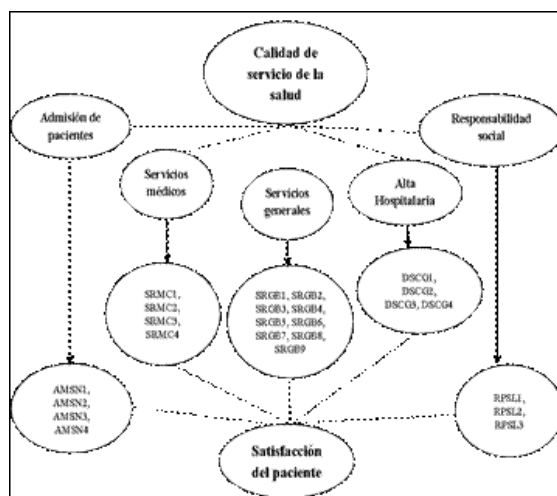 Calidad de
servicio de la
salud
Admisión de
pacientes
Responsabilidad
social
Servicios
médicos
Servicios
generales
Alta
Hospitalaria
SRMC1,
SRMC2,
SRMC3,
SRMC4
SRGB1, SRGB2,
SRGB3, SRGB4,
SRGB5, SRGB6,
SRGB7, SRGB8,
SRGB9
DSCG1,
DSCG2,
DSCG3, DSCG4
AMSN1,
AMSN2,
AMSN3,
AMSN4
RPSL1,
RPSL2,
RPSL3
Satisfacción
del paciente